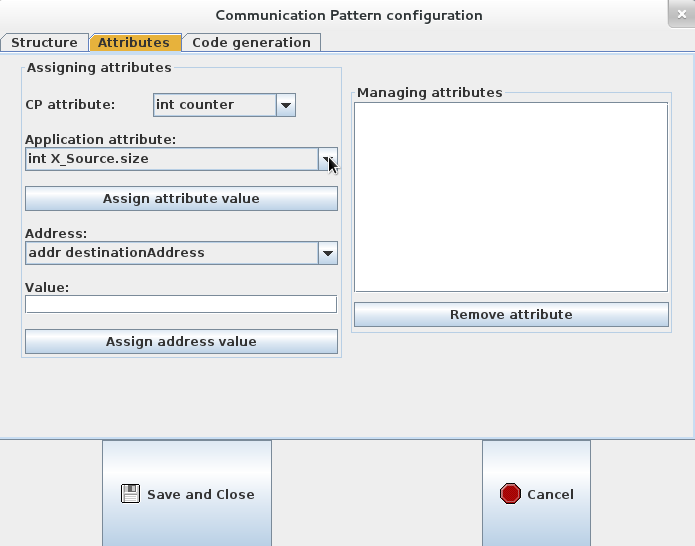 Communication Pattern configuration
Structure
Attributes
Code generation
Assigning attributes
CP attribute:
int counter
Application attribute:
int X_Source.size
Assign attribute value
Address:
addr destinationAddress
Value:
Assign address value
Managing attributes
Remove attribute
Save and Close
Cancel